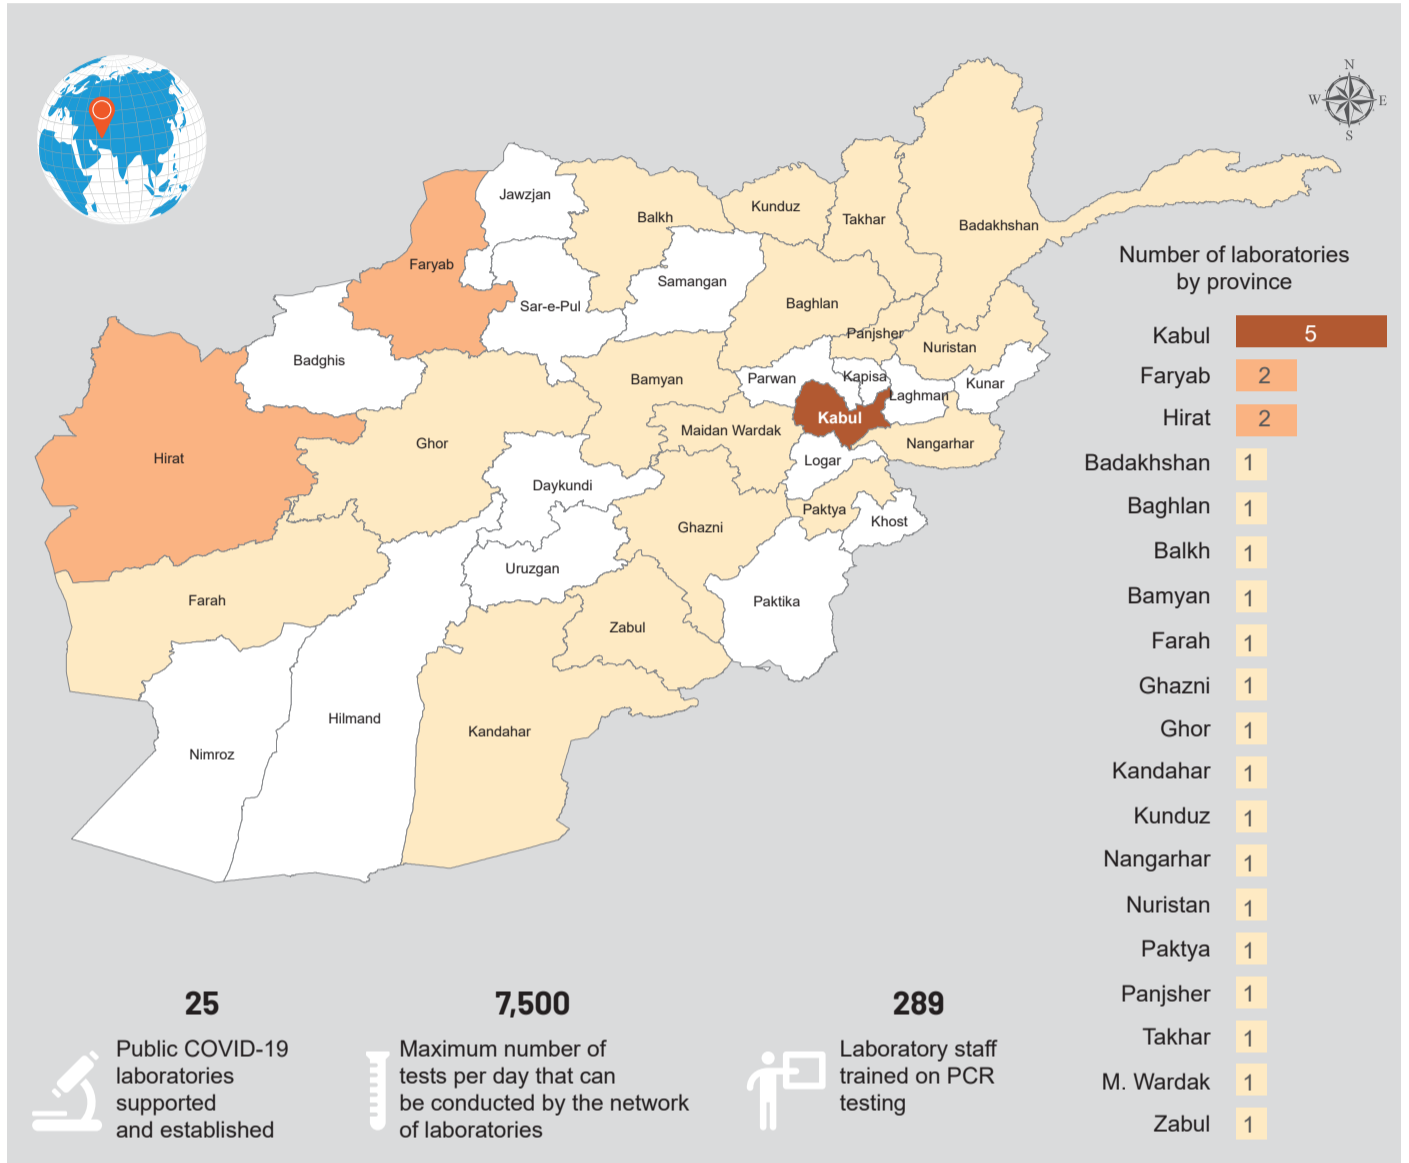 N
W
E
S
Jawzjan
Balkh
Kunduz
Takhar
Badakhshan
Faryab
Samangan
Sar-e-Pul
Baghlan
Panjsher
Nuristan
Badghis
Bamyan
Parwan
Kapisa
Laghman
Kunar
Kabul
Maidan Wardak
Ghor
Nangarhar
Hirat
Logar
Daykundi
Paktya
Khost
Ghazni
Uruzgan
Farah
Paktika
Zabul
Hilmand
Kandahar
Nimroz
Number of laboratories
by province
Kabul 5
Faryab 2
Hirat 2
Badakhshan 1
Baghlan 1
Balkh 1
Bamyan 1
Farah 1
Ghazni 1
Ghor 1
Kandahar 1
Kunduz 1
Nangarhar 1
Nuristan 1
Paktya 1
Panjsher 1
Takhar 1
M. Wardak 1
Zabul 1
25
Public COVID-19
laboratories
supported
and established
7,500
Maximum number of
tests per day that can
be conducted by the network
of laboratories
289
Laboratory staff
trained on PCR
testing